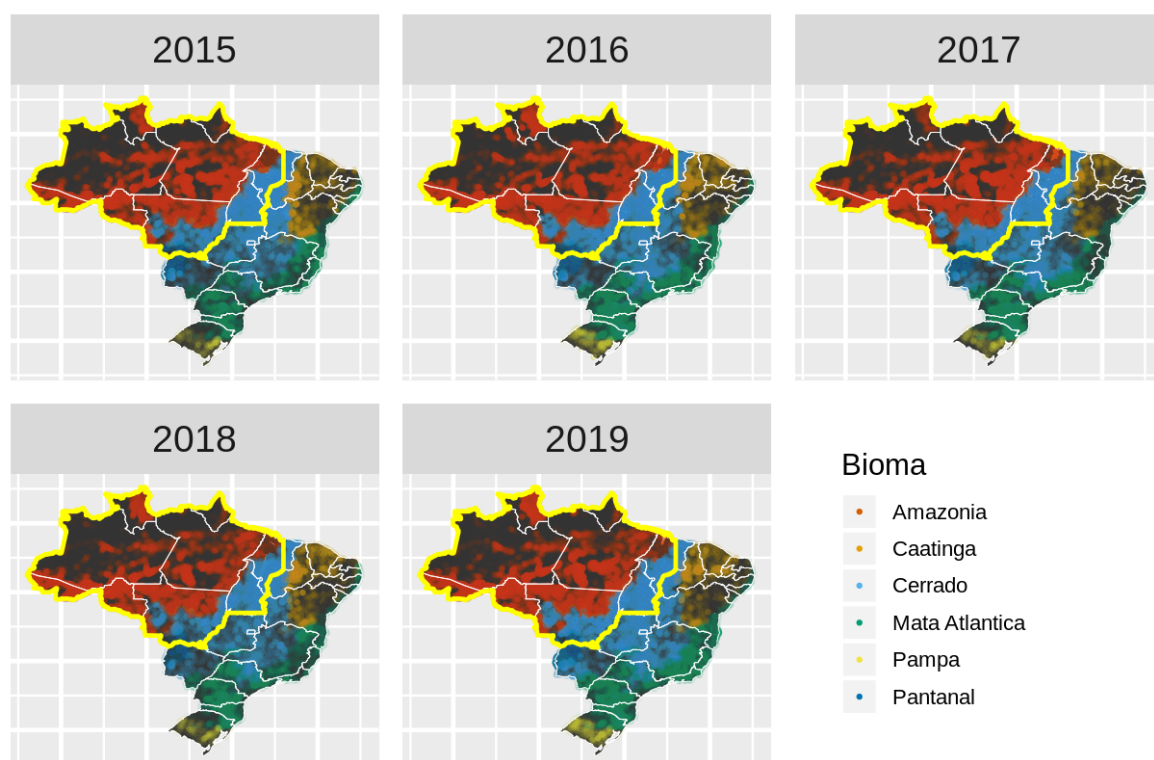 2015
2016
2017
2018
2019
Bioma
Amazonia
Caatinga
Cerrado
Mata Atlantica
Pampa
Pantanal